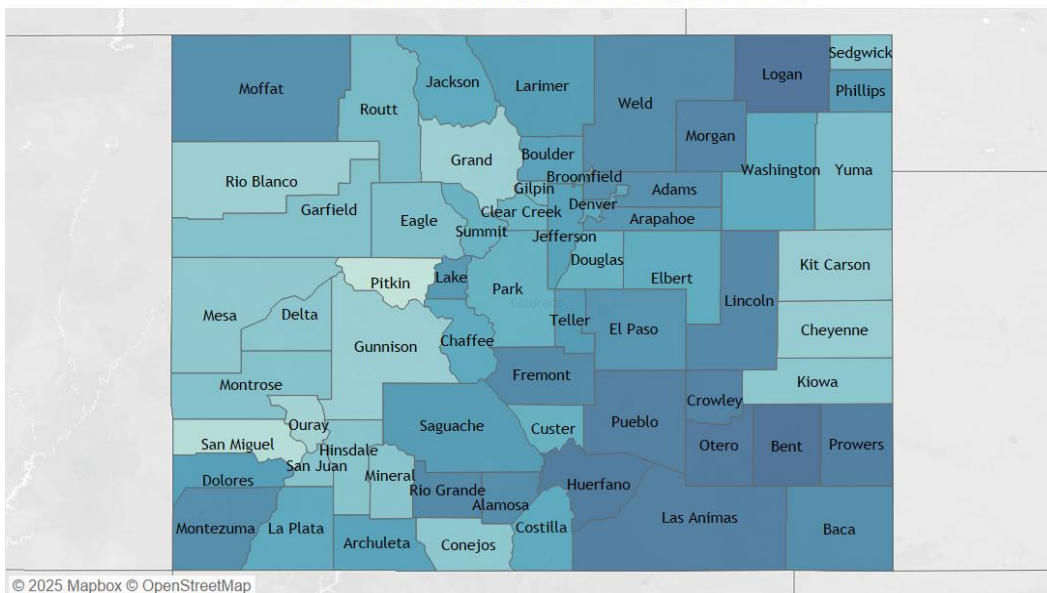 Sedgwick
Logan
Jackson
Larimer
Moffat
Phillips
Weld
Routt
Morgan
Boulder
Grand
Washington
Yuma
Broomfield
Rio Blanco
Gilpin
Adams
Denver
Garfield
Clear Creek
Eagle
Arapahoe
Summit
Jefferson
Douglas
Kit Carson
Lake
Elbert
Pitkin
Park
Lincoln
Colorado
Mesa
Delta
Teller
El Paso
Cheyenne
Chaffee
Gunnison
Fremont
Kiowa
Montrose
Crowley
Pueblo
Ouray
Saguache
Custer
San Miguel
Otero
Bent
Prowers
Hinsdale
San Juan
Mineral
Dolores
Huerfano
Rio Grande
Alamosa
Las Animas
Montezuma
La Plata
Costilla
Baca
Archuleta
Conejos
© 2025 Mapbox © OpenStreetMap